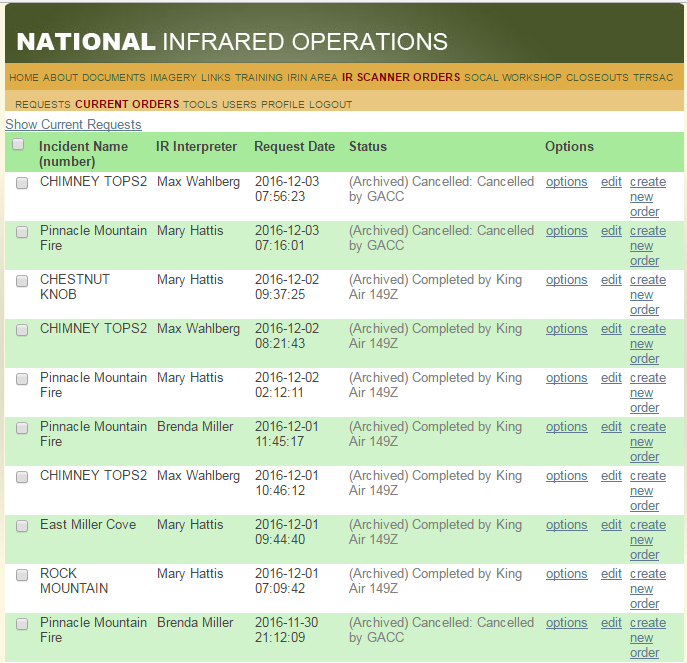 NATIONAL INFRARED OPERATIONS
HOME ABOUT DOCUMENTS IMAGERY LINKS TRAINING IRIN AREA IR SCANNER ORDERS SOCAL WORKSHOP CLOSEOUTS TFRSAC
REQUESTS CURRENT ORDERS TOOLS USERS PROFILE LOGOUT
Show Current Requests
Incident Name IR Interpreter Request Date Status Options
(number)
CHIMNEY TOPS2 Max Wahlberg 2016-12-03 (Archived) Cancelled: Cancelled options edit create
07:56:23 by GACC new
order
Pinnacle Mountain Mary Hattis 2016-12-03 (Archived) Cancelled: Cancelled options edit create
Fire 07:16:01 by GACC new
order
CHESTNUT Mary Hattis 2016-12-02 (Archived) Completed by King options edit create
KNOB 09:37:25 Air 149Z new
order
CHIMNEY TOPS2 Max Wahlberg 2016-12-02 (Archived) Completed by King options edit create
08:21:43 Air 149Z new
order
Pinnacle Mountain Mary Hattis 2016-12-02 (Archived) Completed by King options edit create
Fire 02:12:11 Air 149Z new
order
Pinnacle Mountain Brenda Miller 2016-12-01 (Archived) Completed by King options edit create
Fire 11:45:17 Air 149Z new
order
CHIMNEY TOPS2 Max Wahlberg 2016-12-01 (Archived) Completed by King options edit create
10:46:12 Air 149Z new
order
East Miller Cove Mary Hattis 2016-12-01 (Archived) Completed by King options edit create
09:44:40 Air 149Z new
order
ROCK Mary Hattis 2016-12-01 (Archived) Completed by King options edit create
MOUNTAIN 07:09:42 Air 149Z new
order
Pinnacle Mountain Brenda Miller 2016-11-30 (Archived) Cancelled: Cancelled options edit create
Fire 21:12:09 by GACC new
order